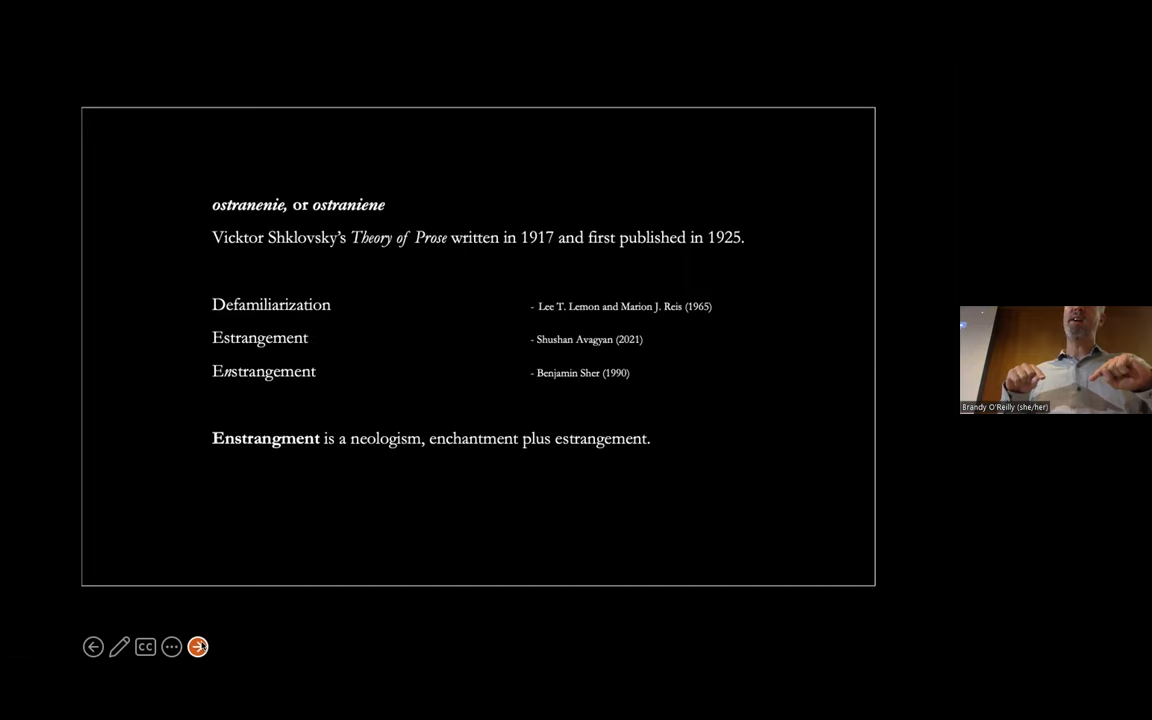 ostranenie, or ostraniene
Vicktor Shklovsky's Theory of Prose written in 1917 and first published in 1925.
Defamiliarization - Lee T. Lemon and Marion J. Reis (1965)
Estrangement - Shushan Avagyan (2021)
Enstrangement - Benjamin Sher (1990)
Enstrangment is a neologism, enchantment plus estrangement.
Brandy O'Reilly (she/her)
CC